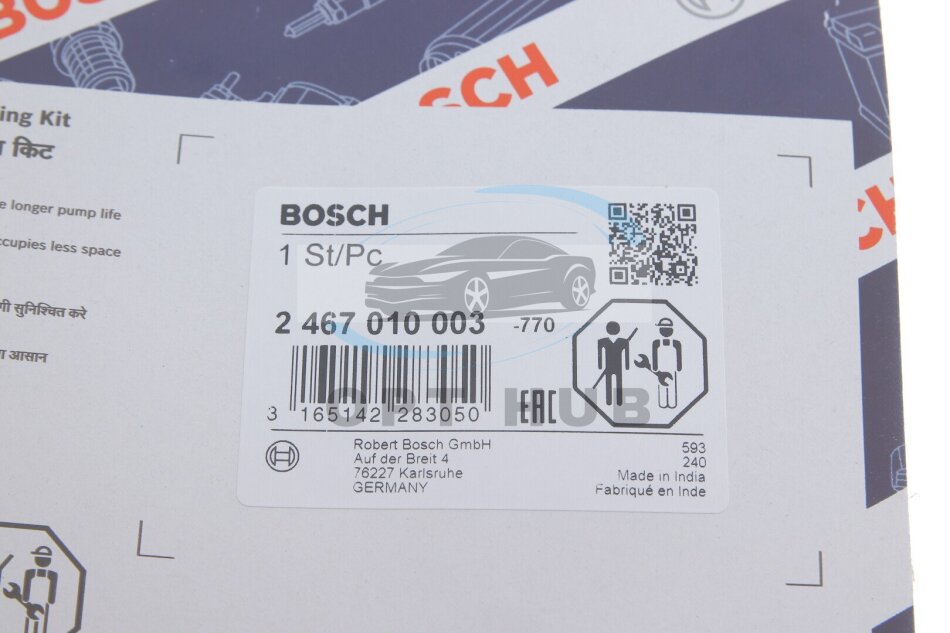 BOSCH
ing Kit
किट
longer pump life
ccupies less space
सुनिश्चित करे
आसान
BOSCH
1 St/Pc
2 467 010 003 -770
3 165142 283050
EAC
OPT HUB
Robert Bosch GmbH
Auf der Breit 4
76227 Karlsruhe
GERMANY
593
240
Made in India
Fabriqué en Inde